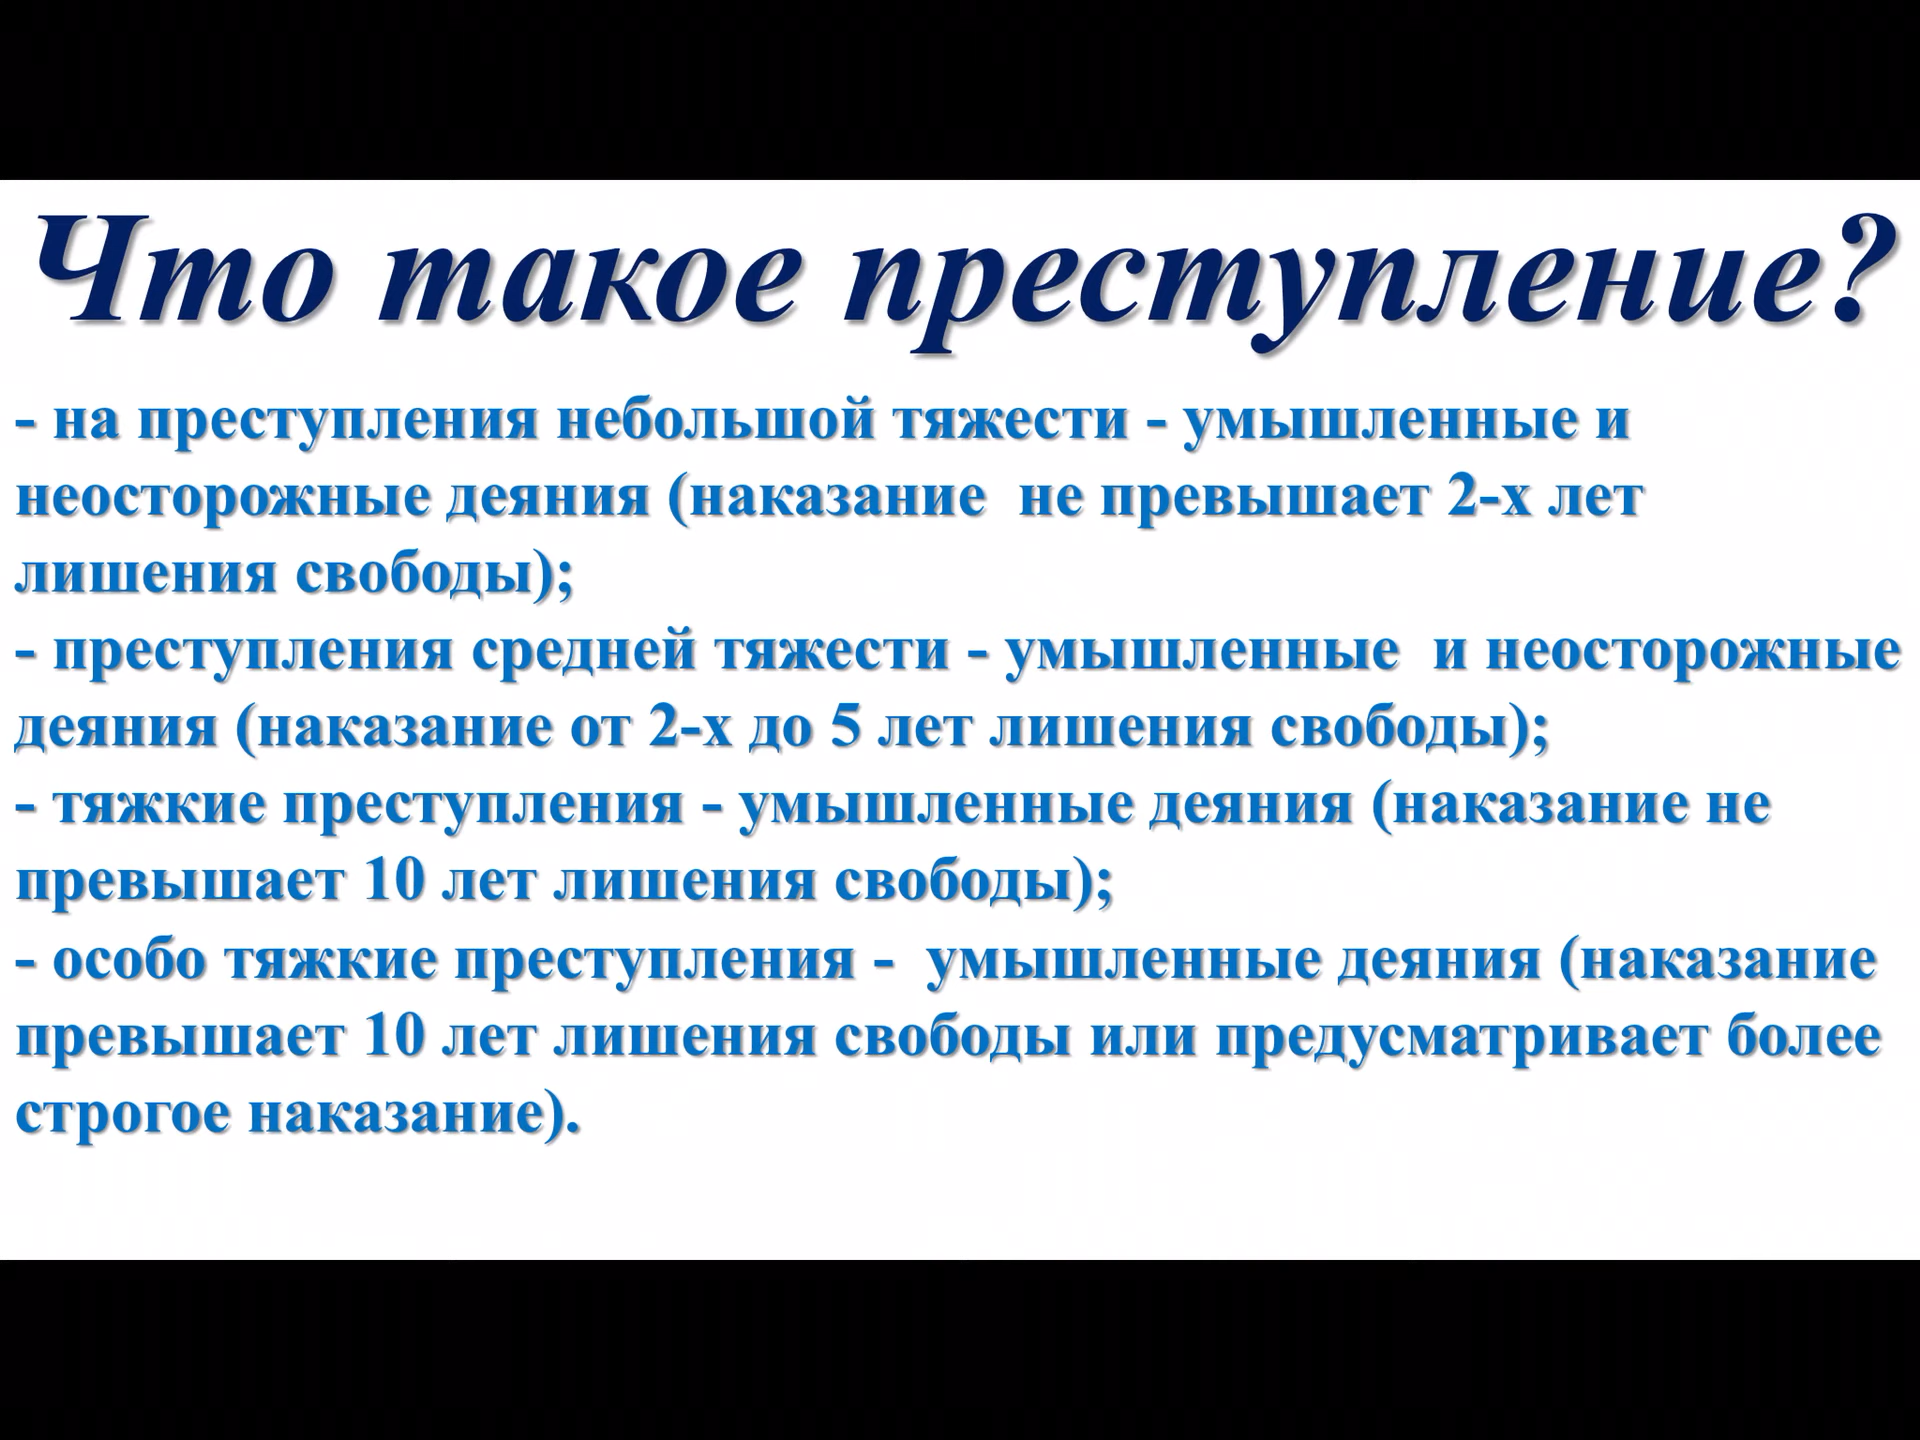 Что такое преступление?
- на преступления небольшой тяжести - умышленные и
неосторожные деяния (наказание  не превышает 2-х лет
лишения свободы);
- преступления средней тяжести - умышленные  и неосторожные
деяния (наказание от 2-х до 5 лет лишения свободы);
- тяжкие преступления - умышленные деяния (наказание не
превышает 10 лет лишения свободы);
- особо тяжкие преступления -  умышленные деяния (наказание
превышает 10 лет лишения свободы или предусматривает более
строгое наказание).